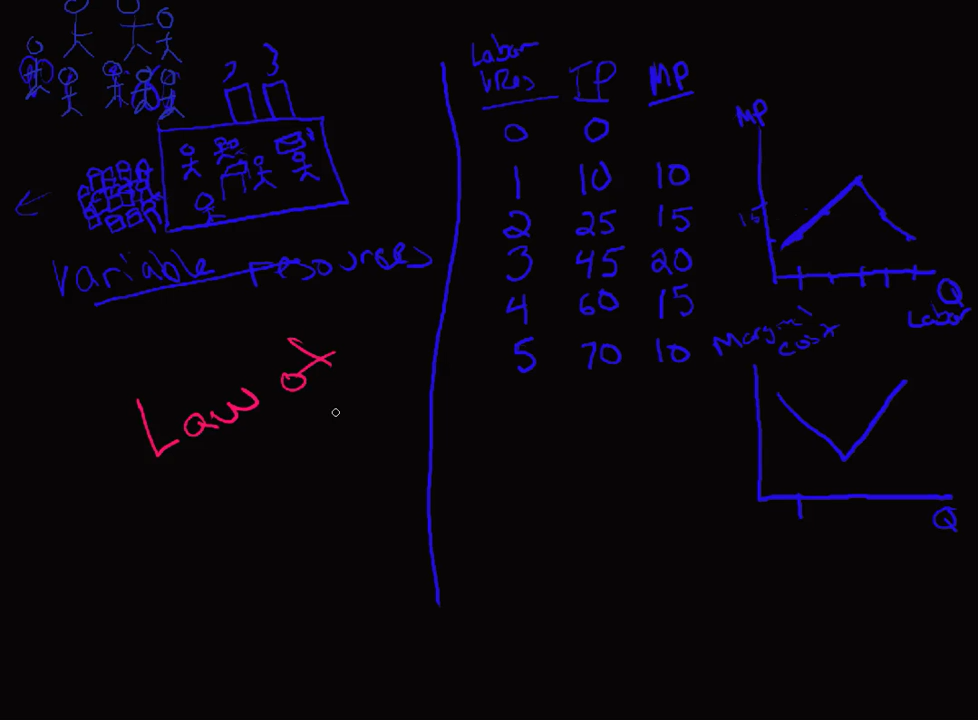 variable resources
Law of
Labor TP MP
VRes
0 0
1 10 10
2 25 15
3 45 20
4 60 15
5 70 10
MP
15
Q
Labor
Marginal
cost
Q